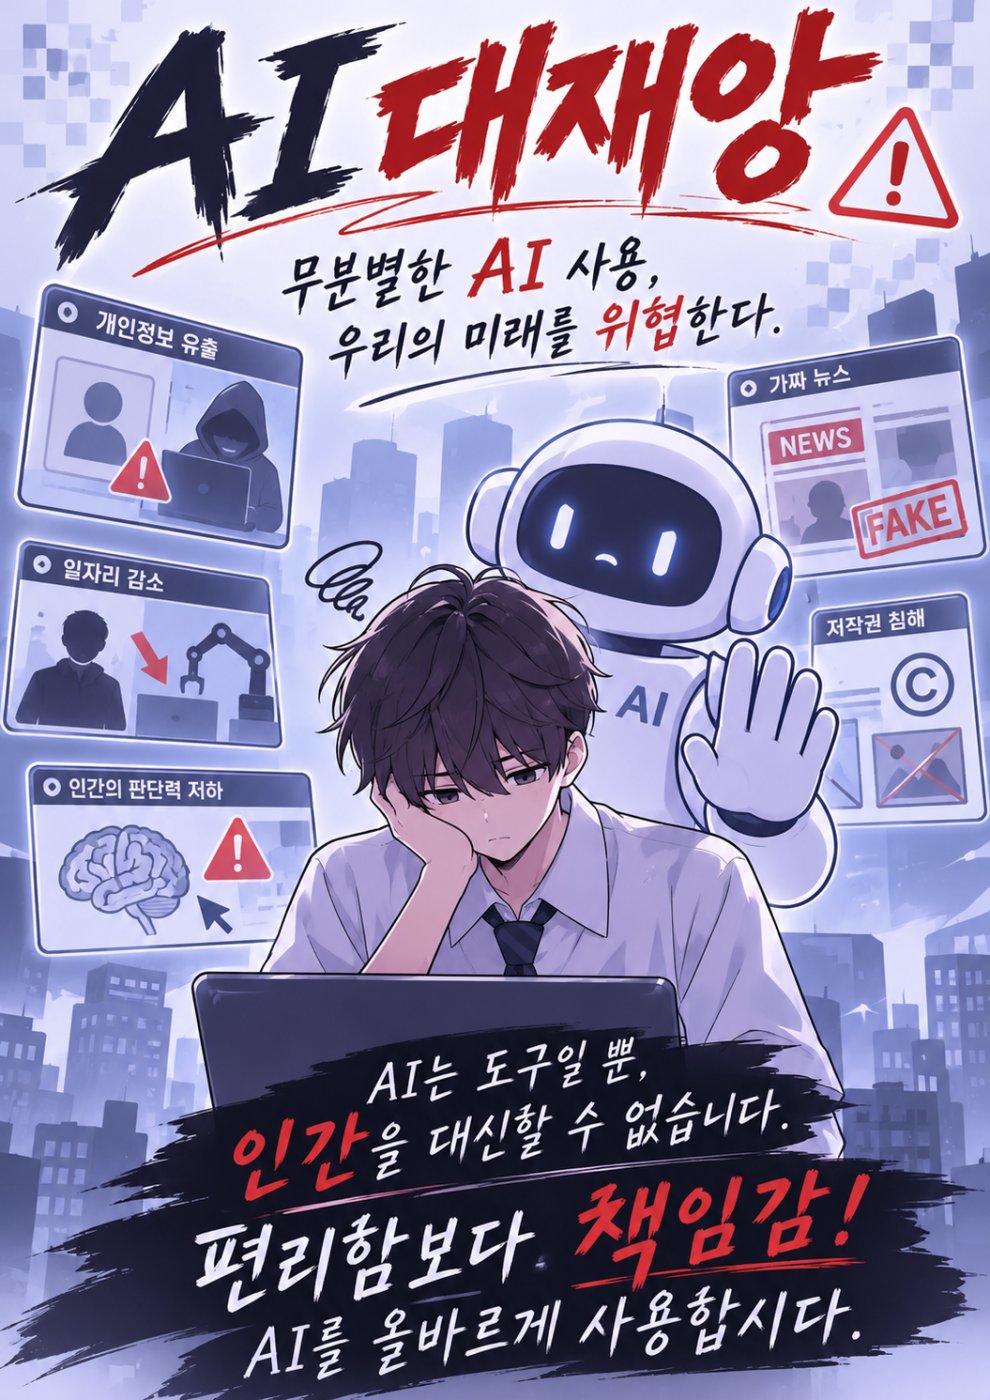 AI 대재앙
무분별한 AI 사용,
우리의 미래를 위협한다.
개인정보 유출
가짜 뉴스
NEWS
FAKE
일자리 감소
저작권 침해
©
AI
인간의 판단력 저하
AI는 도구일 뿐,
인간을 대신할 수 없습니다.
편리함보다 책임감!
AI를 올바르게 사용합시다.